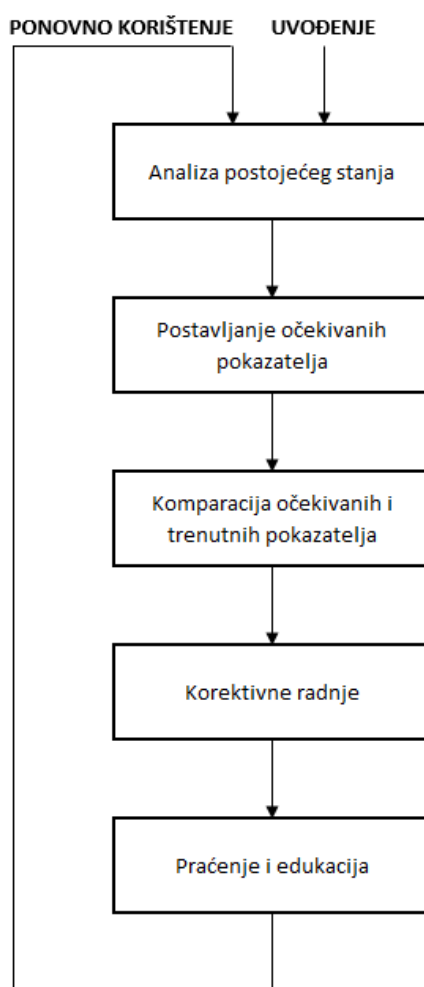 PONOVNO KORIŠTENJE
UVOĐENJE
Analiza postojećeg stanja
Postavljanje očekivanih
pokazatelja
Komparacija očekivanih i
trenutnih pokazatelja
Korektivne radnje
Praćenje i edukacija